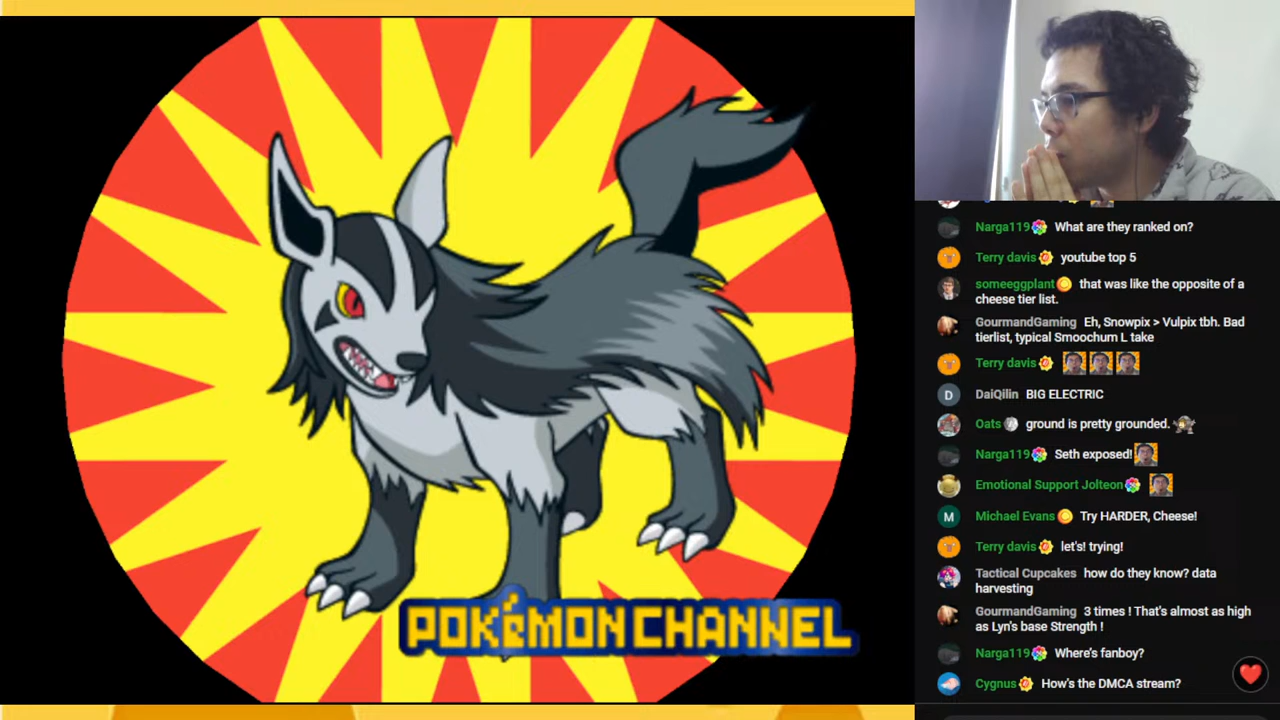 POKéMON CHANNEL
Narga119 What are they ranked on?
Terry davis youtube top 5
someeggplant that was like the opposite of a
cheese tier list.
GourmandGaming Eh, Snowpix > Vulpix tbh. Bad
tierlist, typical Smoochum L take
Terry davis
D DaiQilin BIG ELECTRIC
Oats ground is pretty grounded.
Narga119 Seth exposed!
Emotional Support Jolteon
M Michael Evans Try HARDER, Cheese!
Terry davis let's! trying!
Tactical Cupcakes how do they know? data
harvesting
GourmandGaming 3 times ! That's almost as high
as Lyn's base Strength !
Narga119 Where's fanboy?
Cygnus How's the DMCA stream?